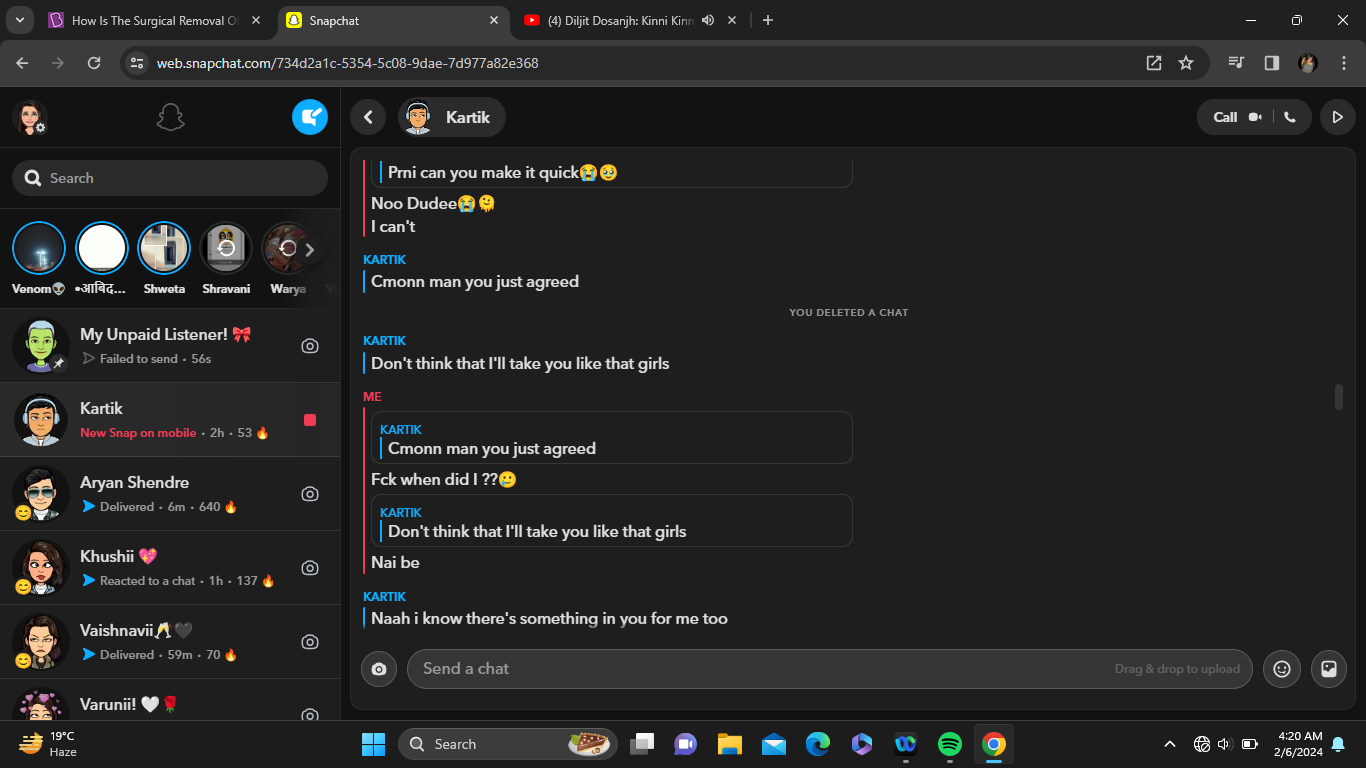 How Is The Surgical Removal O
Snapchat
(4) Diljit Dosanjh: Kinni Kinn
web.snapchat.com/734d2a1c-5354-5c08-9dae-7d977a82e368
Kartik
Call
Search
Venom👽
•आबिद...
Shweta
Shravani
Warya
My Unpaid Listener! 🎀
Failed to send · 56s
Kartik
New Snap on mobile · 2h · 53 🔥
Aryan Shendre
Delivered · 6m · 640 🔥
Khushii 💖
Reacted to a chat · 1h · 137 🔥
Vaishnavii🥂🖤
Delivered · 59m · 70 🔥
Varunii! 🤍🌹
Prni can you make it quick😭🥹
Noo Dudee😭🫠
I can't
KARTIK
Cmonn man you just agreed
YOU DELETED A CHAT
KARTIK
Don't think that I'll take you like that girls
ME
KARTIK
Cmonn man you just agreed
Fck when did I ??🥲
KARTIK
Don't think that I'll take you like that girls
Nai be
KARTIK
Naah i know there's something in you for me too
Send a chat
Drag & drop to upload
19°C
Haze
Search
4:20 AM
2/6/2024